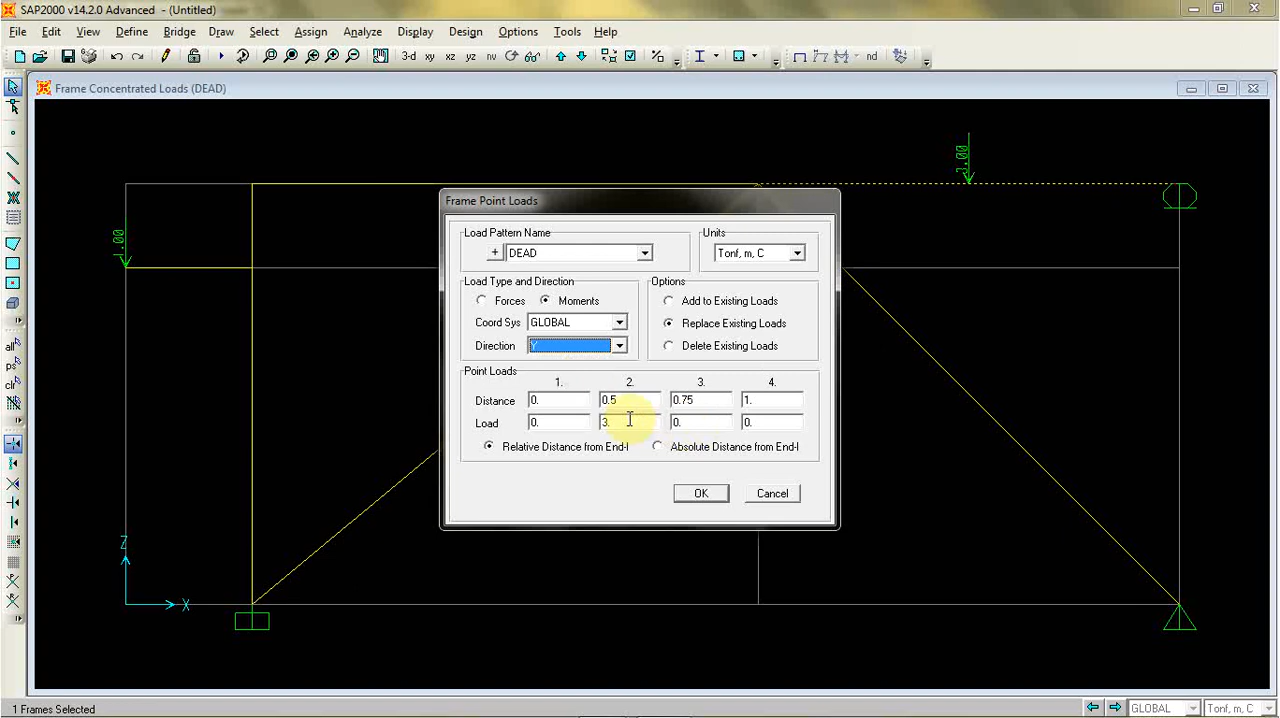 SAP2000 v14.2.0 Advanced - (Untitled)
File Edit View Define Bridge Draw Select Assign Analyze Display Design Options Tools Help
3-d xy xz yz nv nd
Frame Concentrated Loads (DEAD)
all
ps
clr
1.00
Z
X
Frame Point Loads
Load Pattern Name
+ DEAD
Units
Tonf, m, C
Load Type and Direction
Forces Moments
Coord Sys GLOBAL
Direction Y
Options
Add to Existing Loads
Replace Existing Loads
Delete Existing Loads
Point Loads
1. 2. 3. 4.
Distance 0. 0.5 0.75 1.
Load 0. 3. 0. 0.
Relative Distance from End-I Absolute Distance from End-I
OK Cancel
1 Frames Selected
GLOBAL Tonf, m, C